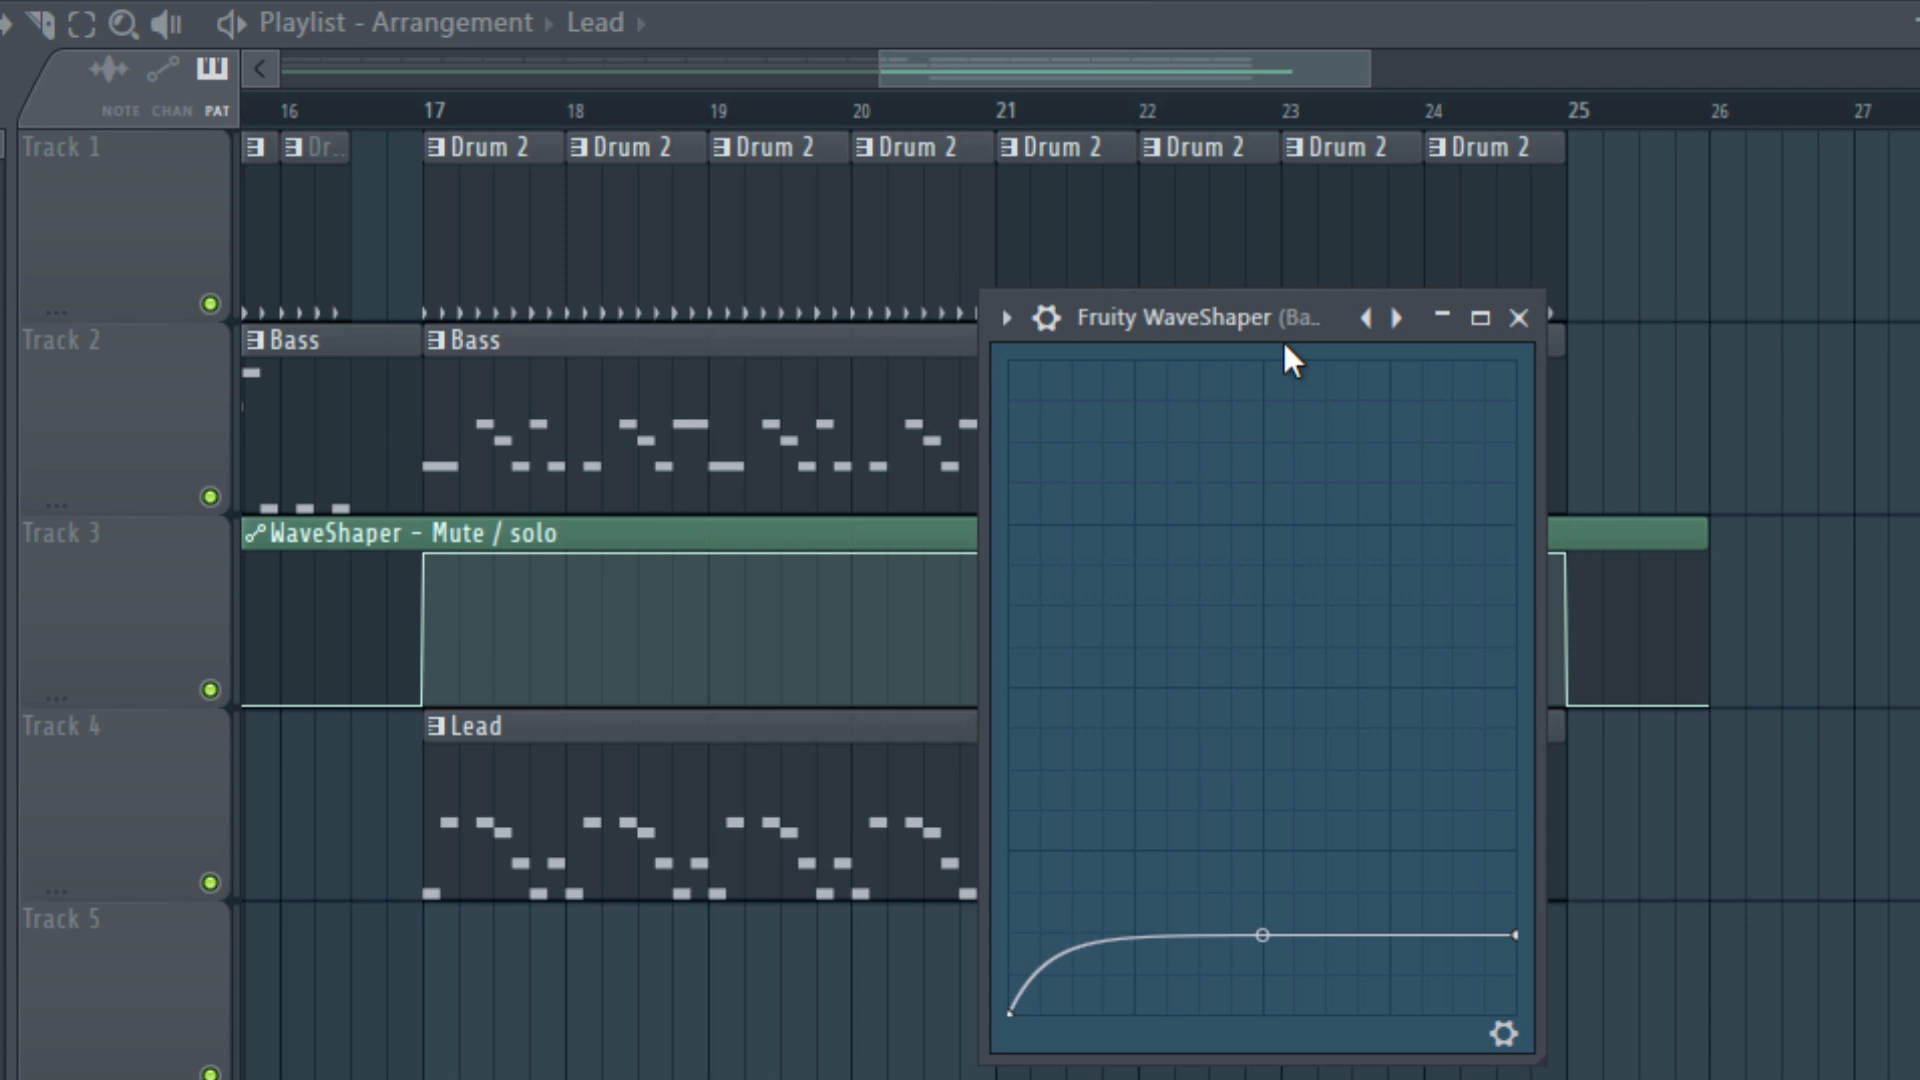 Playlist - Arrangement ▸ Lead ▸
NOTE CHAN PAT
16 17 18 19 20 21 22 23 24 25 26 27
Track 1
Dr.. Drum 2 Drum 2 Drum 2 Drum 2 Drum 2 Drum 2 Drum 2 Drum 2
Fruity WaveShaper (Ba..
Track 2
Bass Bass
Track 3
WaveShaper - Mute / solo
Track 4
Lead
Track 5